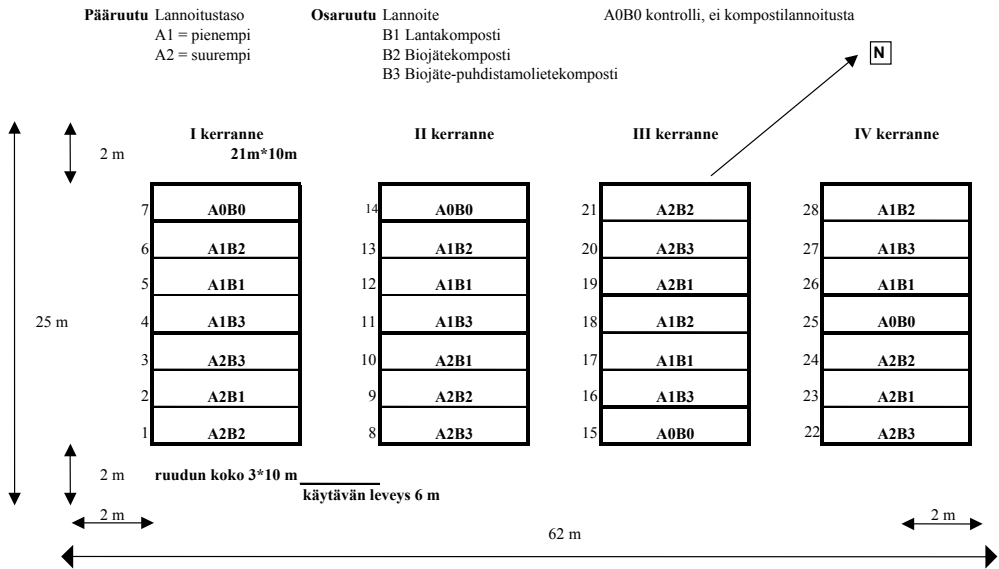 Pääruutu Lannoitustaso Osaruutu Lannoite A0B0 kontrolli, ei kompostilannoitusta
A1 = pienempi B1 Lantakomposti
A2 = suurempi B2 Biojätekomposti
B3 Biojäte-puhdistamolietekomposti
N
I kerranne II kerranne III kerranne IV kerranne
2 m 21m*10m
7 A0B0 14 A0B0 21 A2B2 28 A1B2
6 A1B2 13 A1B2 20 A2B3 27 A1B3
5 A1B1 12 A1B1 19 A2B1 26 A1B1
25 m 4 A1B3 11 A1B3 18 A1B2 25 A0B0
3 A2B3 10 A2B1 17 A1B1 24 A2B2
2 A2B1 9 A2B2 16 A1B3 23 A2B1
1 A2B2 8 A2B3 15 A0B0 22 A2B3
2 m ruudun koko 3*10 m
käytävän leveys 6 m
2 m 2 m
62 m